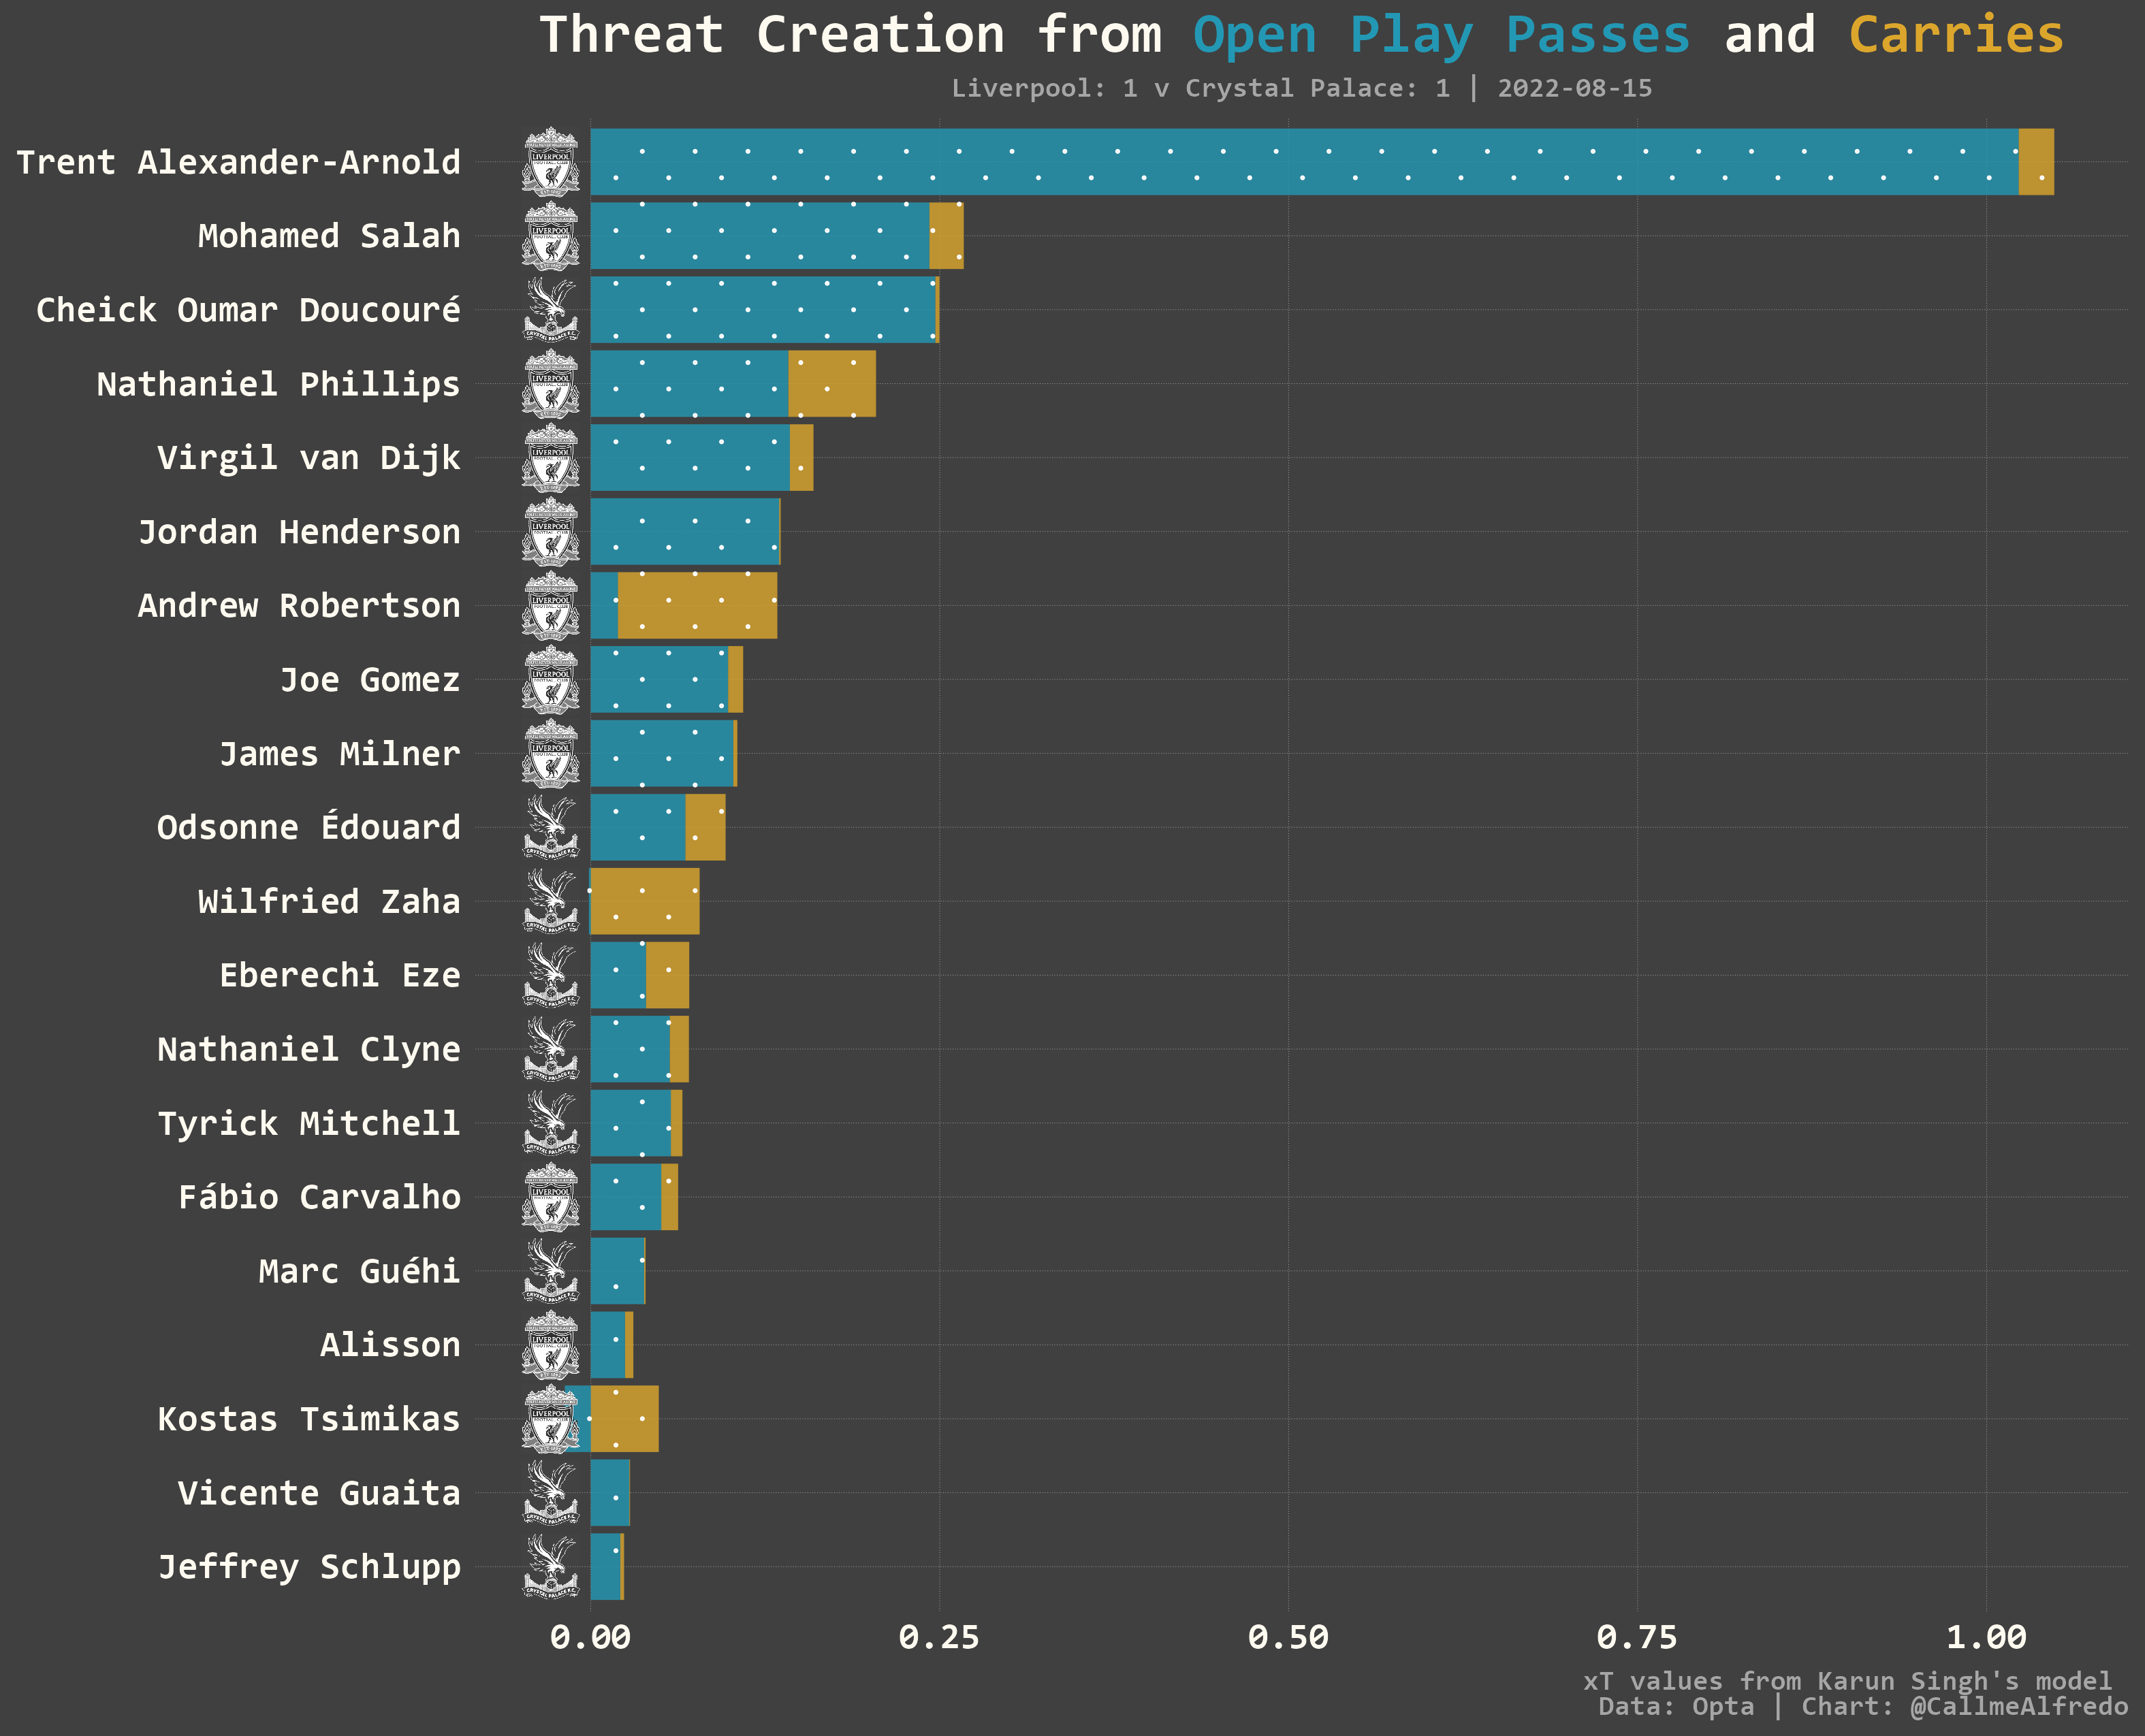 Threat Creation from Open Play Passes and Carries
Liverpool: 1 v Crystal Palace: 1 | 2022-08-15
Trent Alexander-Arnold
Mohamed Salah
Cheick Oumar Doucouré
Nathaniel Phillips
Virgil van Dijk
Jordan Henderson
Andrew Robertson
Joe Gomez
James Milner
Odsonne Édouard
Wilfried Zaha
Eberechi Eze
Nathaniel Clyne
Tyrick Mitchell
Fábio Carvalho
Marc Guéhi
Alisson
Kostas Tsimikas
Vicente Guaita
Jeffrey Schlupp
0.00 0.25 0.50 0.75 1.00
xT values from Karun Singh's model
Data: Opta | Chart: @CallmeAlfredo